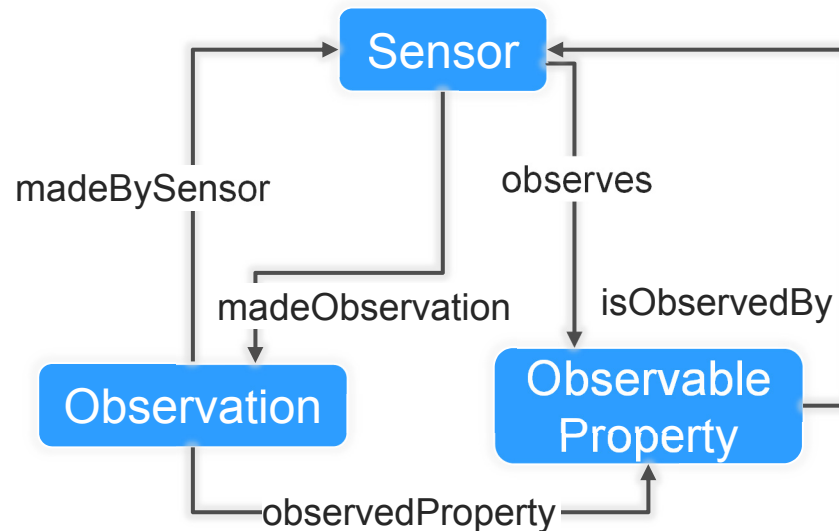 Sensor
madeBySensor
observes
madeObservation
isObservedBy
Observation
Observable
Property
observedProperty